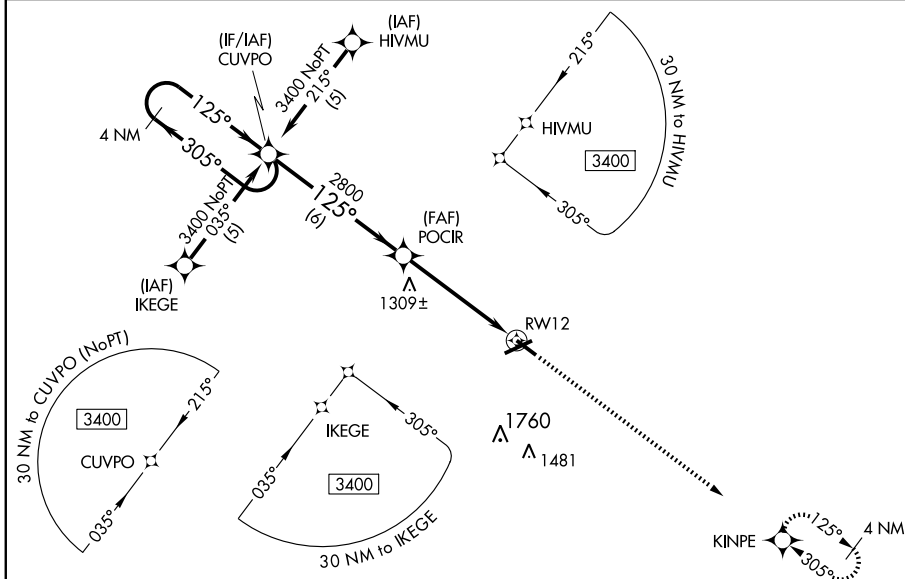 (IAF)
HIVMU
(IF/IAF)
CUVPO
3400 NoPT
215°
(5)
125°
4 NM
305°
3400 NoPT
035°
(5)
(IAF)
IKEGE
2800
125°
(6)
(FAF)
POCIR
1309±
RW12
1760
1481
KINPE
125°
305°
4 NM
215°
HIVMU
3400
305°
30 NM to HIVMU
30 NM to CUVPO (NoPT)
3400
215°
CUVPO
035°
IKEGE
305°
035°
3400
30 NM to IKEGE